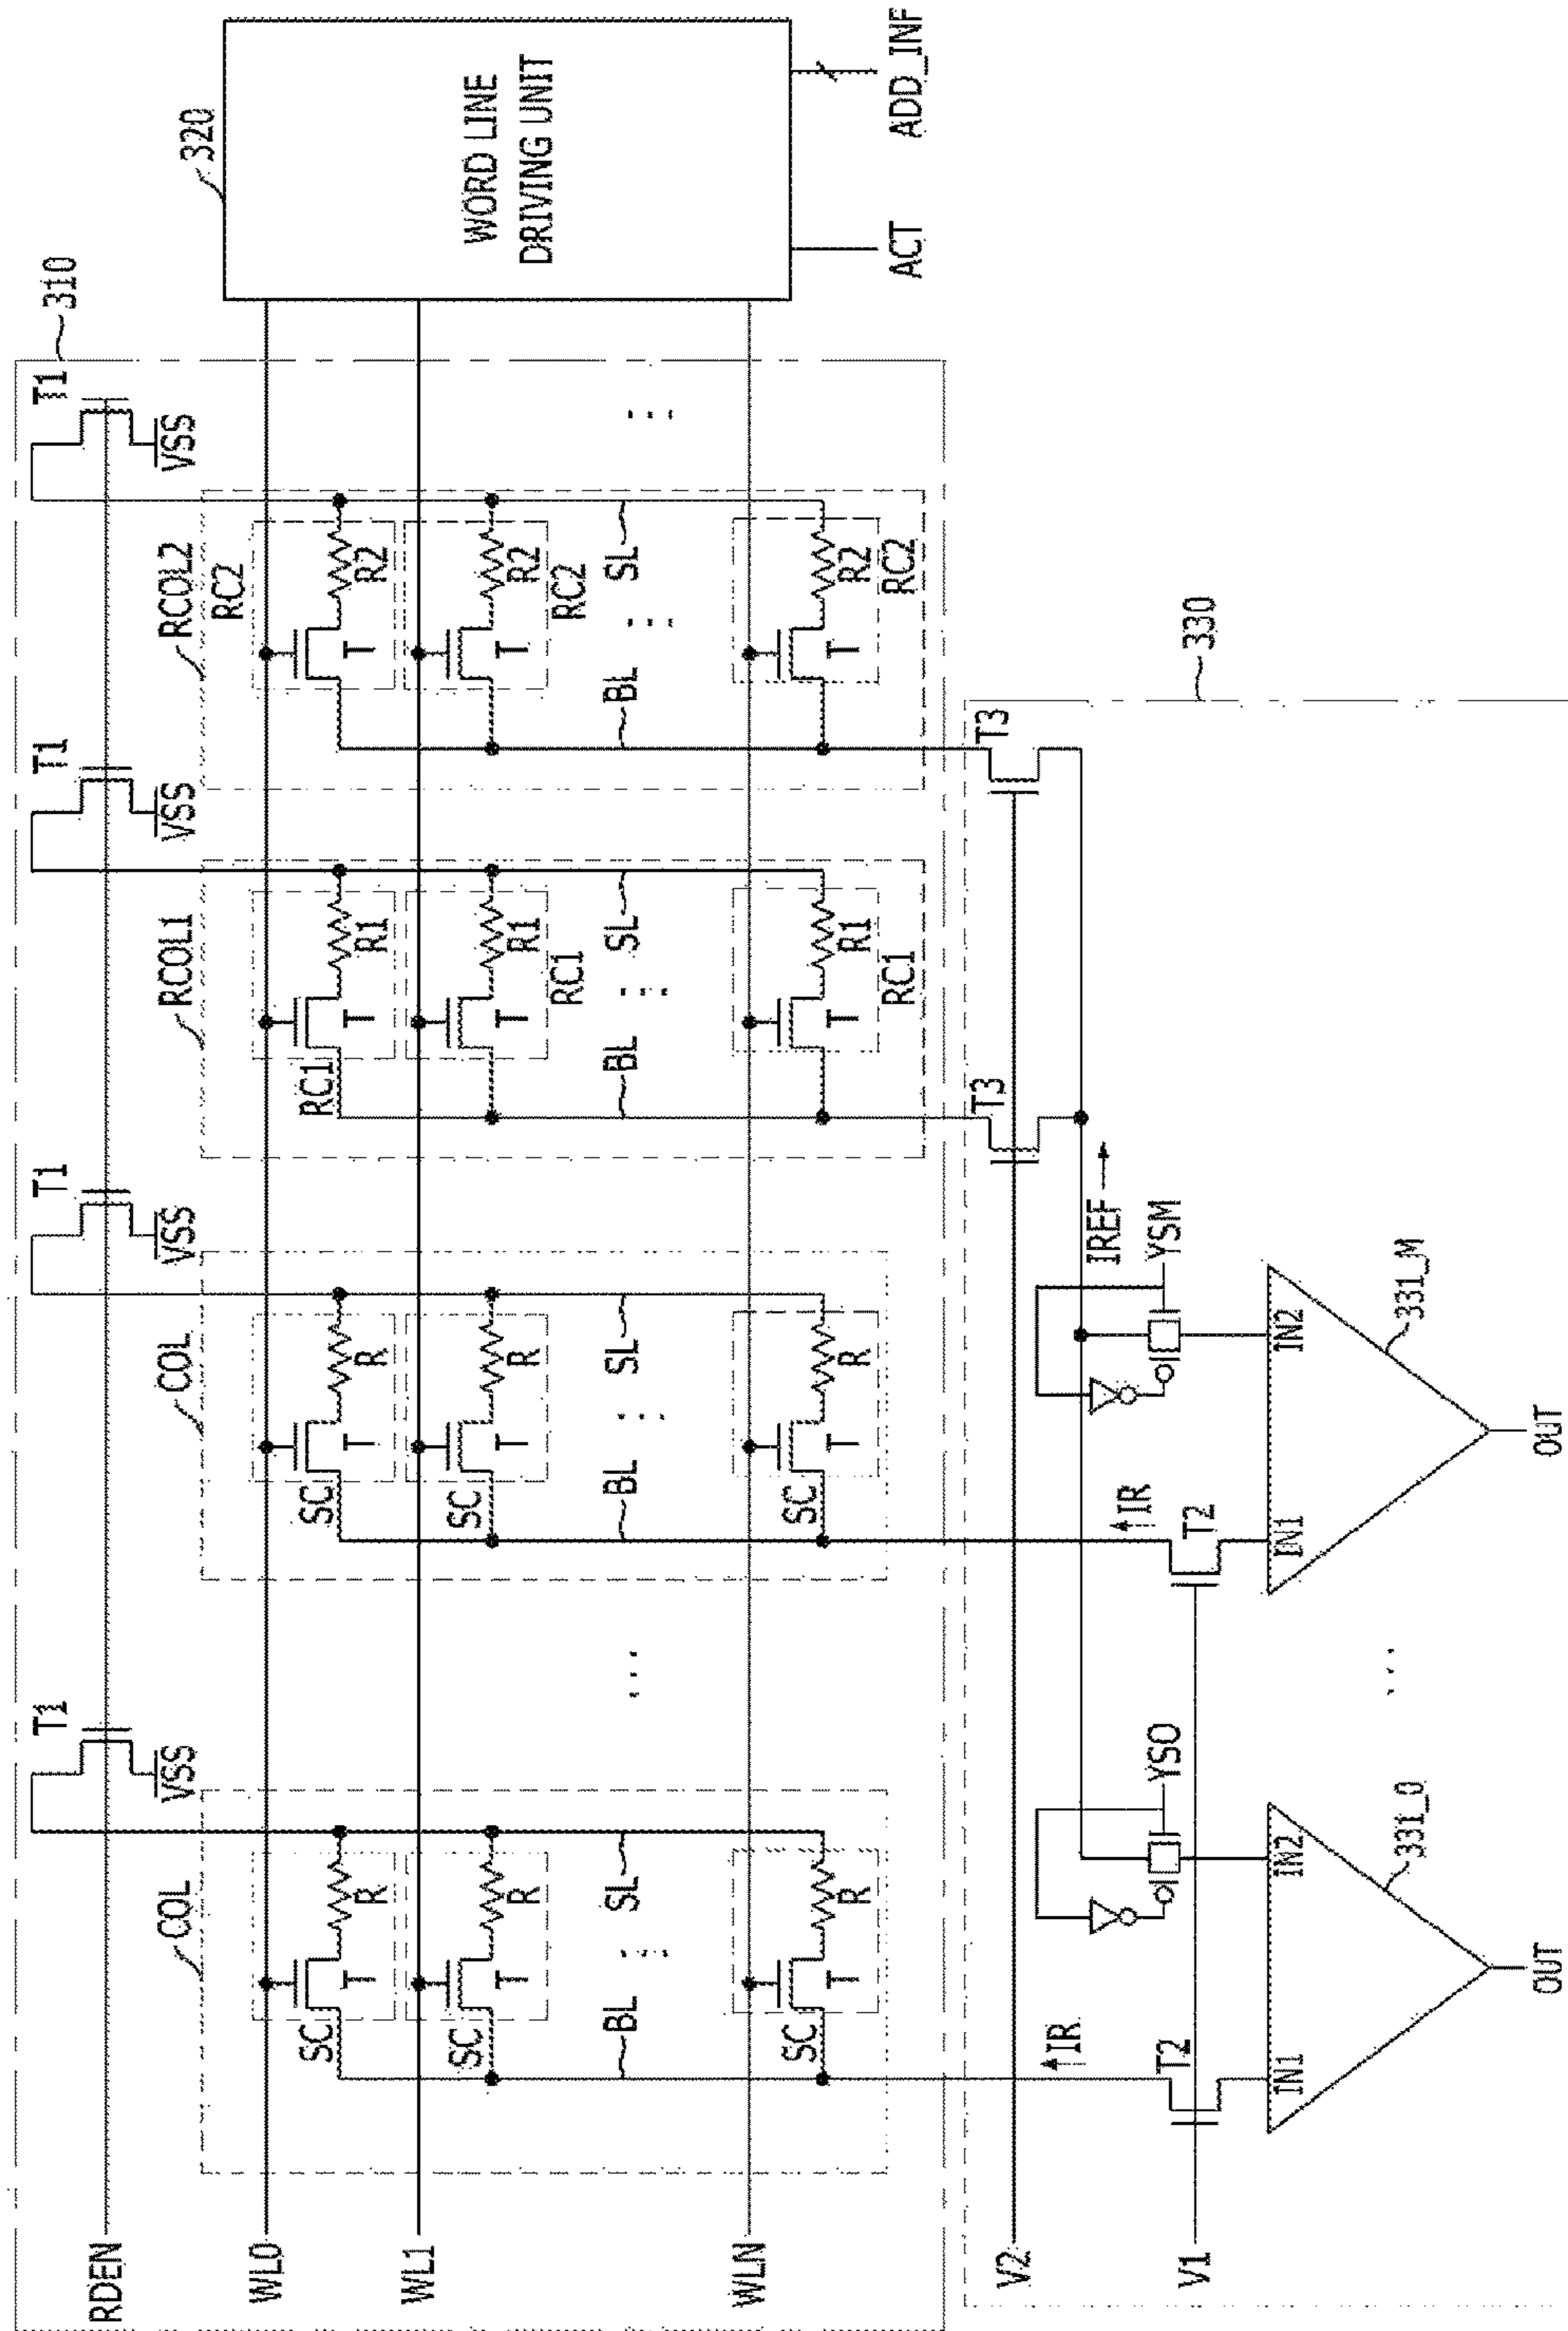 310
320
RDEN
T1
T1
T1
T1
VSS
VSS
VSS
VSS
COL
COL
RCOL1
RCOL2
RC2
WL0
T
R
T
R
T
R1
T
R2
SC
SC
RC1
WORD LINE
DRIVING UNIT
WL1
T
R
T
R
T
R1
T
R2
SC
SC
RC1
RC2
BL
SL
BL
SL
BL
SL
BL
SL
WLN
T
R
T
R
T
R1
T
R2
SC
SC
RC1
RC2
ACT
ADD_INF
330
T3
T3
V2
IR
IR
IREF
YS0
YSM
T2
T2
V1
IN1
IN2
IN1
IN2
331_0
331_M
OUT
OUT